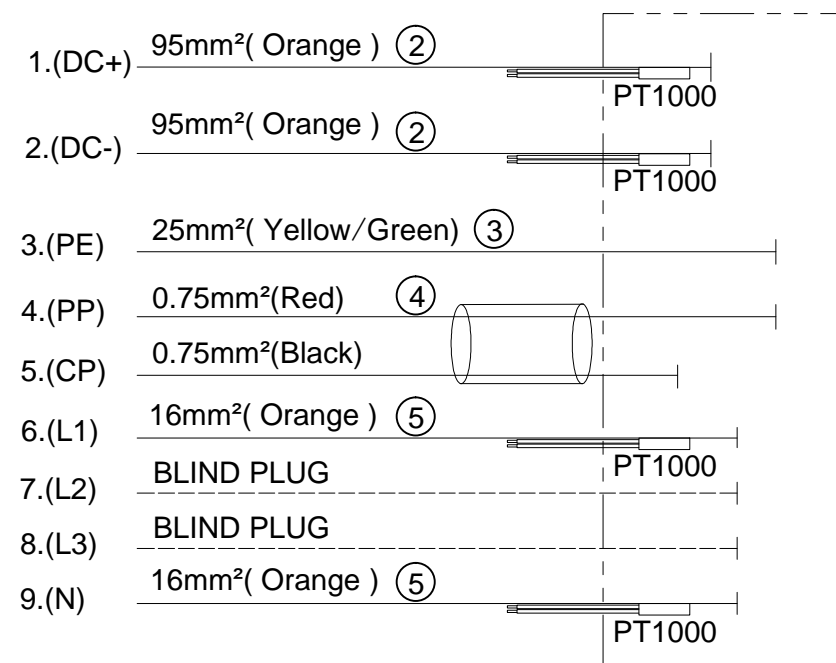 1.(DC+) 95mm²( Orange ) 2
PT1000
2.(DC-) 95mm²( Orange ) 2
PT1000
3.(PE) 25mm²( Yellow/Green) 3
4.(PP) 0.75mm²(Red) 4
5.(CP) 0.75mm²(Black)
6.(L1) 16mm²( Orange ) 5
PT1000
7.(L2) BLIND PLUG
8.(L3) BLIND PLUG
9.(N) 16mm²( Orange ) 5
PT1000